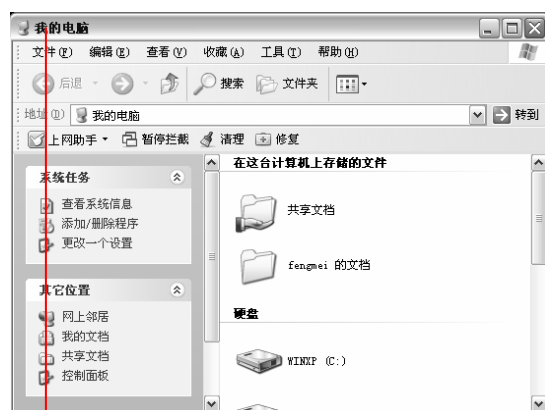 我的电脑
文件(F) 编辑(E) 查看(V) 收藏(A) 工具(T) 帮助(H)
后退 搜索 文件夹
地址(D) 我的电脑 转到
上网助手 暂停拦截 清理 修复
系统任务
查看系统信息
添加/删除程序
更改一个设置
其它位置
网上邻居
我的文档
共享文档
控制面板
在这台计算机上存储的文件
共享文档
fengmei 的文档
硬盘
WINXP (C:)